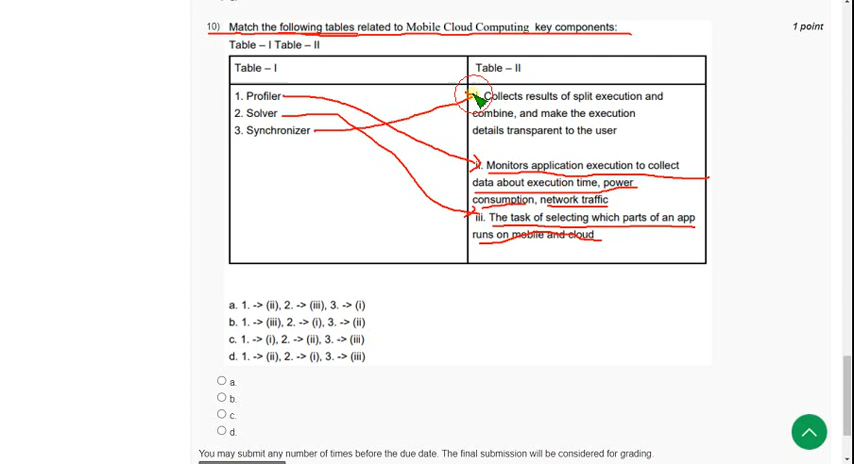 10) Match the following tables related to Mobile Cloud Computing key components:
1 point
Table – I Table – II
Table – I
Table – II
1. Profiler
2. Solver
3. Synchronizer
Collects results of split execution and
combine, and make the execution
details transparent to the user
ii. Monitors application execution to collect
data about execution time, power
consumption, network traffic
iii. The task of selecting which parts of an app
runs on mobile and cloud
a. 1. -> (ii), 2. -> (iii), 3. -> (i)
b. 1. -> (iii), 2. -> (i), 3. -> (ii)
c. 1. -> (i), 2. -> (ii), 3. -> (iii)
d. 1. -> (ii), 2. -> (i), 3. -> (iii)
a.
b.
c.
d.
You may submit any number of times before the due date. The final submission will be considered for grading.